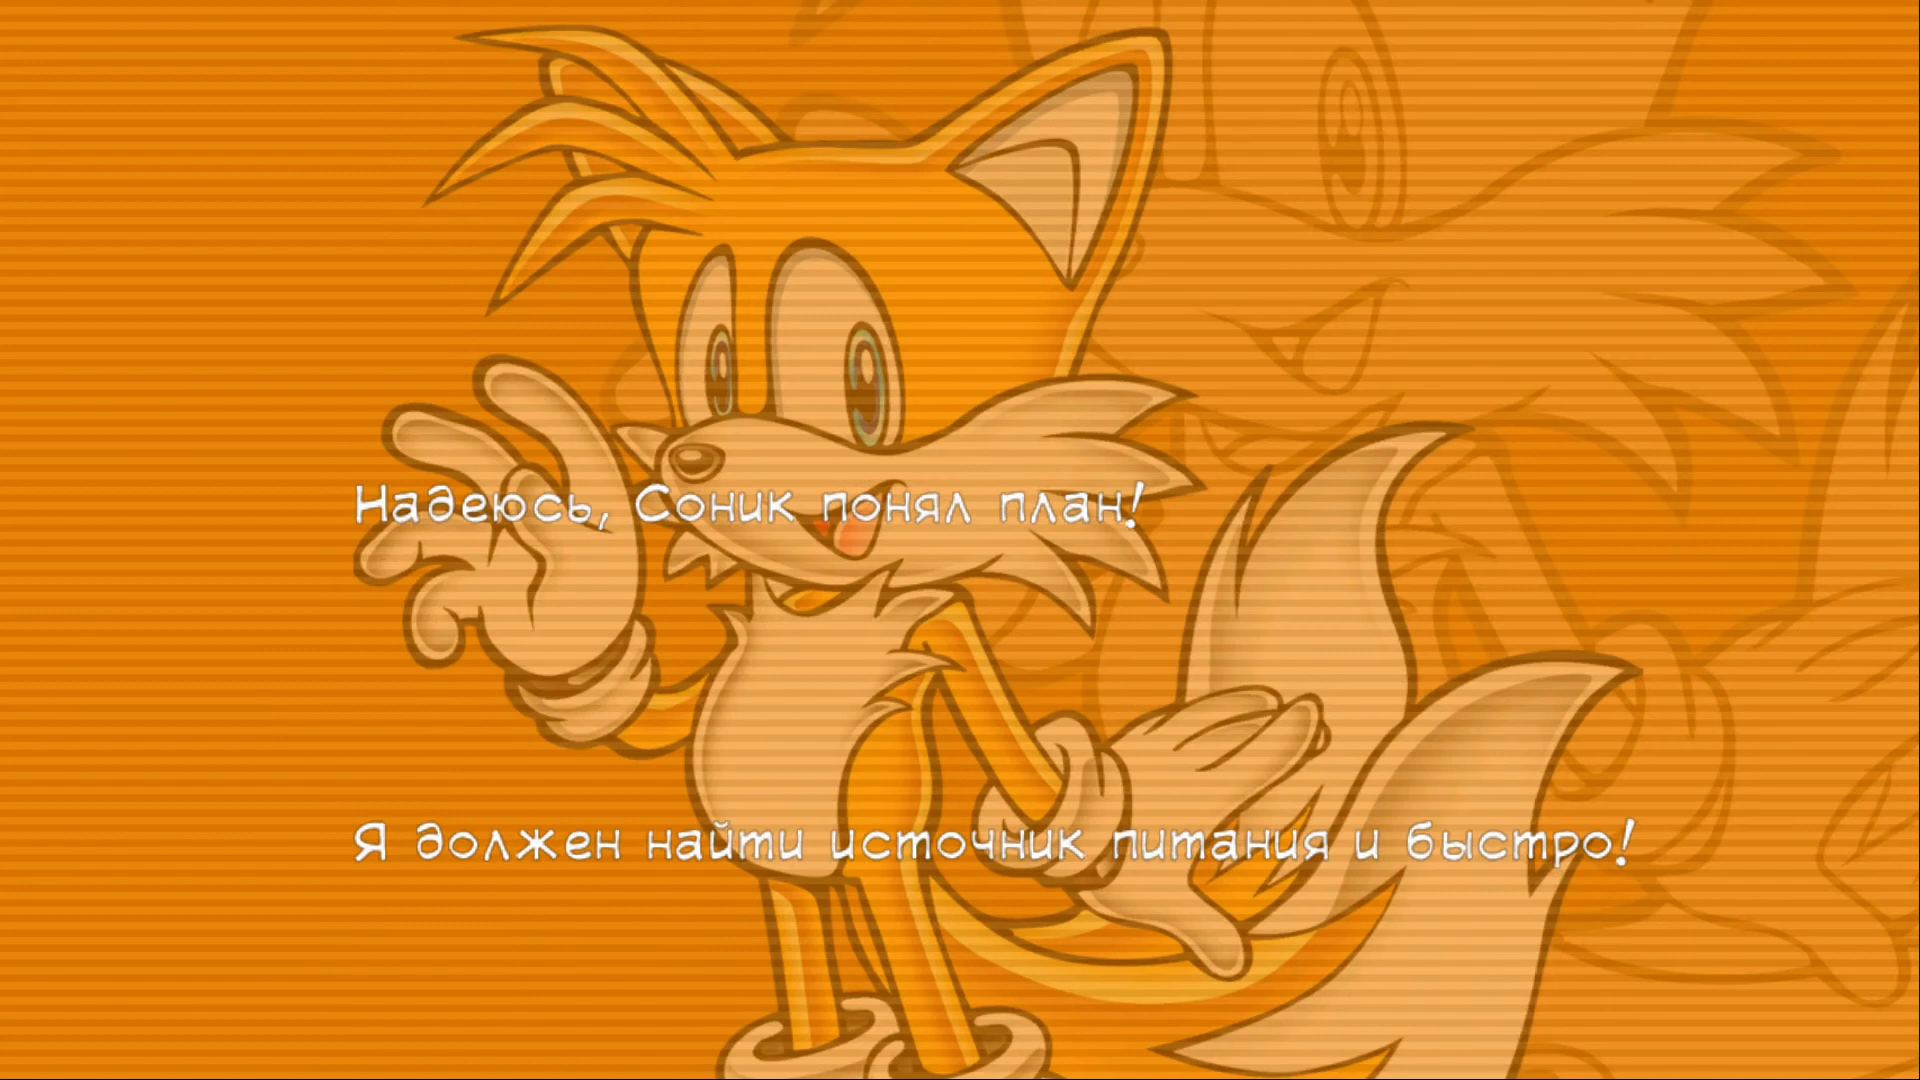 Надеюсь, Соник понял план!
Я должен найти источник питания и быстро!